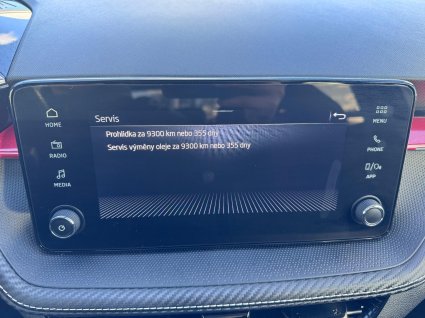 Servis
HOME
MENU
Prohlídka za 9300 km nebo 355 dny
Servis výměny oleje za 9300 km nebo 355 dny
RADIO
PHONE
MEDIA
APP